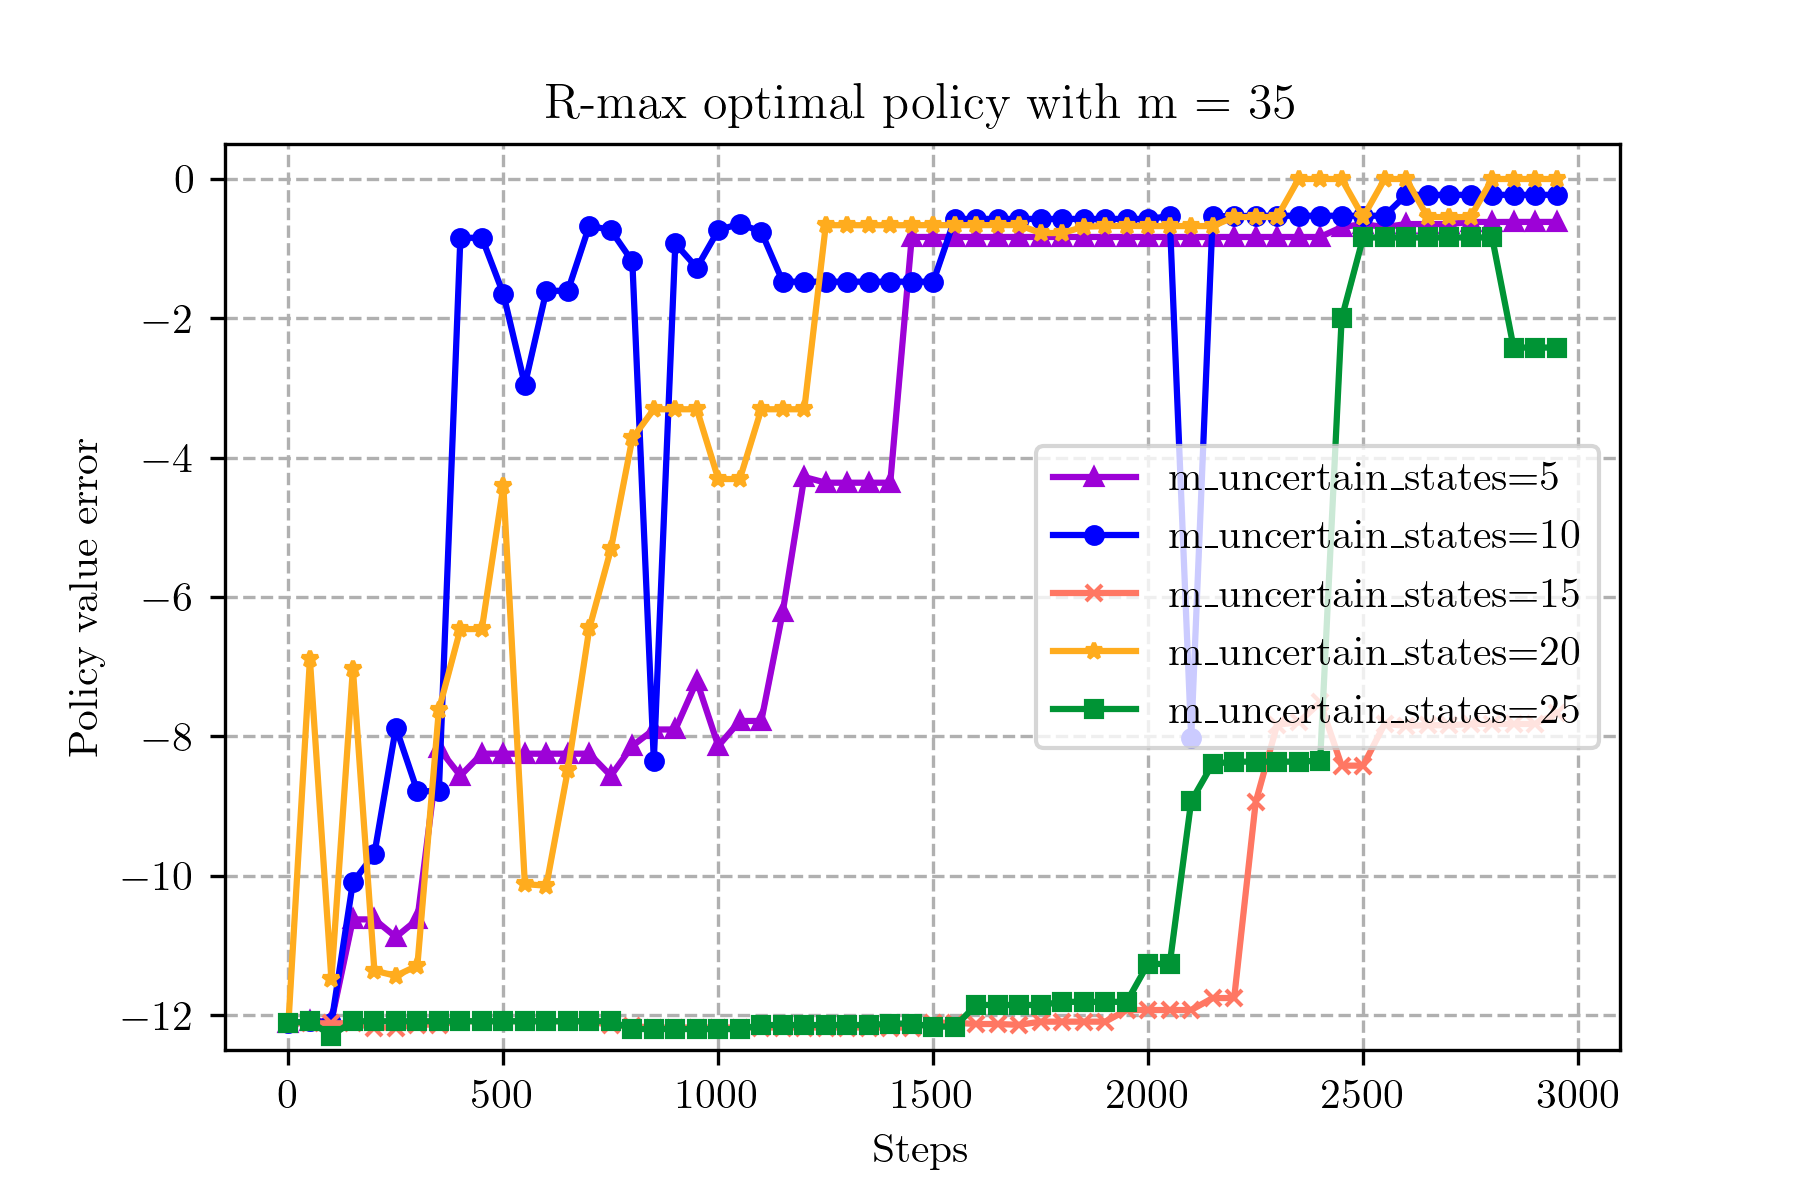 R-max optimal policy with m = 35
Policy value error
0
−2
−4
−6
−8
−10
−12
m_uncertain_states=5
m_uncertain_states=10
m_uncertain_states=15
m_uncertain_states=20
m_uncertain_states=25
0 500 1000 1500 2000 2500 3000
Steps